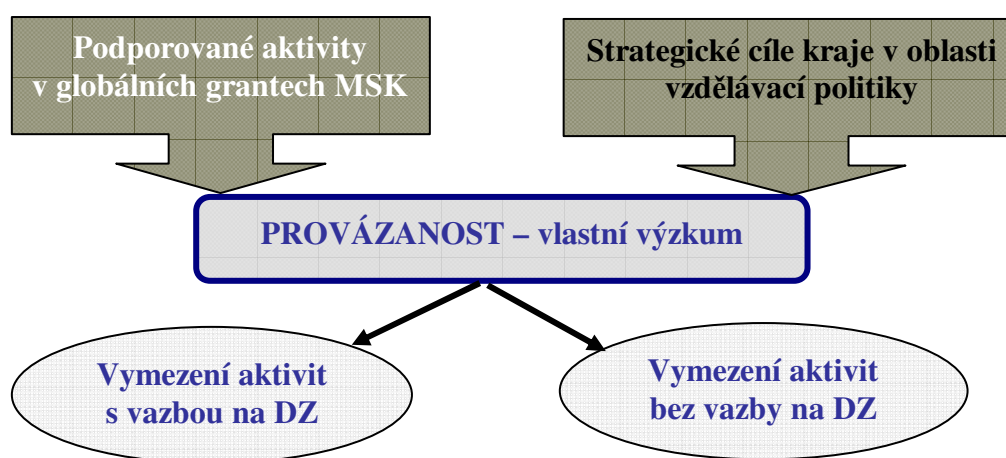 Podporované aktivity
v globálních grantech MSK
Strategické cíle kraje v oblasti
vzdělávací politiky
PROVÁZANOST – vlastní výzkum
Vymezení aktivit
s vazbou na DZ
Vymezení aktivit
bez vazby na DZ